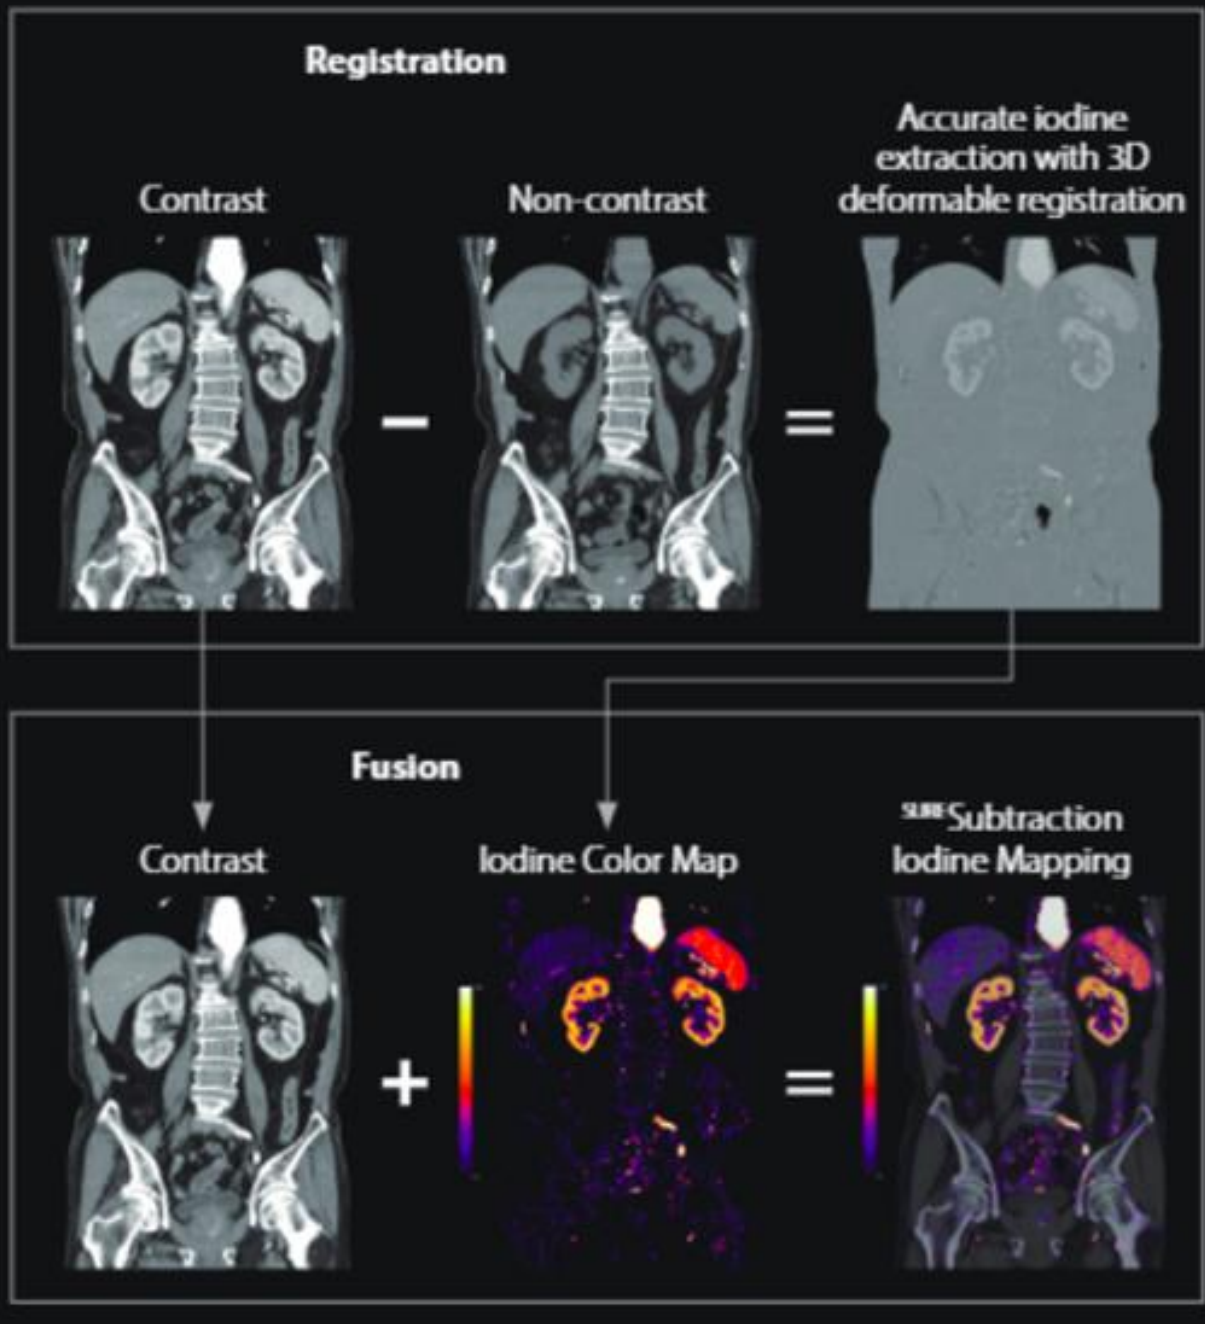 Registration
Accurate iodine
extraction with 3D
deformable registration
Contrast
Non-contrast
−
=
Fusion
SURESubtraction
Iodine Mapping
Contrast
Iodine Color Map
+
=